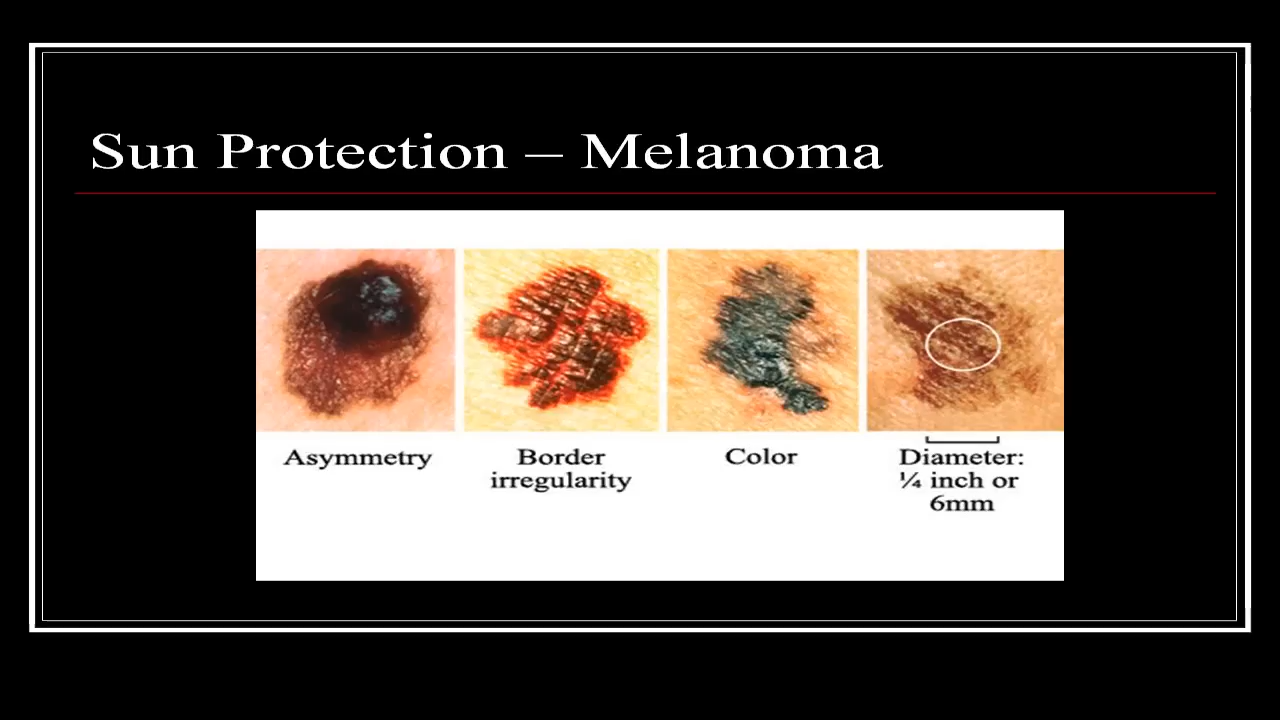 Sun Protection – Melanoma
Asymmetry
Border
irregularity
Color
Diameter:
¼ inch or
6mm